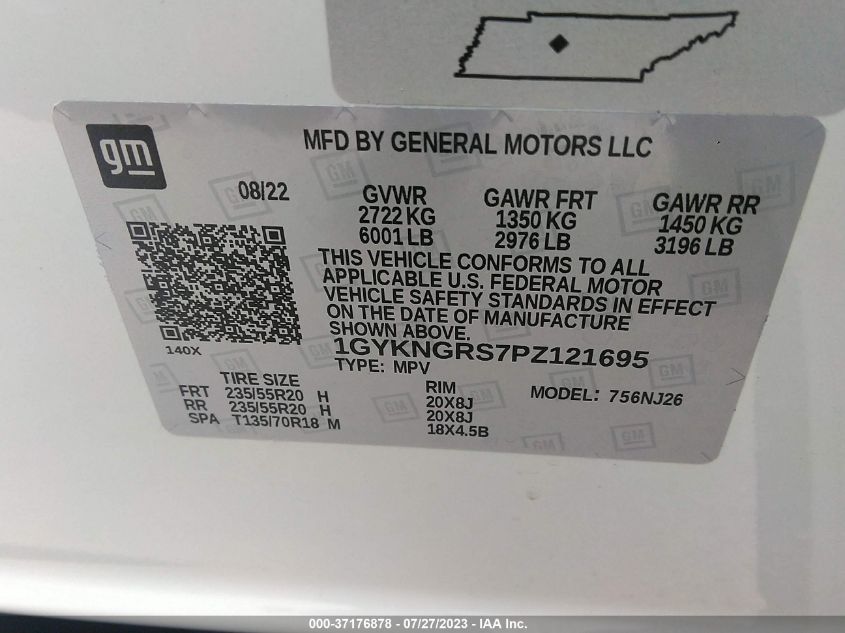 gm
MFD BY GENERAL MOTORS LLC
08/22
GVWR
2722 KG
6001 LB
GAWR FRT
1350 KG
2976 LB
GAWR RR
1450 KG
3196 LB
THIS VEHICLE CONFORMS TO ALL
APPLICABLE U.S. FEDERAL MOTOR
VEHICLE SAFETY STANDARDS IN EFFECT
ON THE DATE OF MANUFACTURE
SHOWN ABOVE.
1GYKNGRS7PZ121695
140X
TYPE: MPV
TIRE SIZE
RIM
MODEL: 756NJ26
FRT 235/55R20 H
20X8J
RR 235/55R20 H
20X8J
SPA T135/70R18 M
18X4.5B
000-37176878 - 07/27/2023 - IAA Inc.